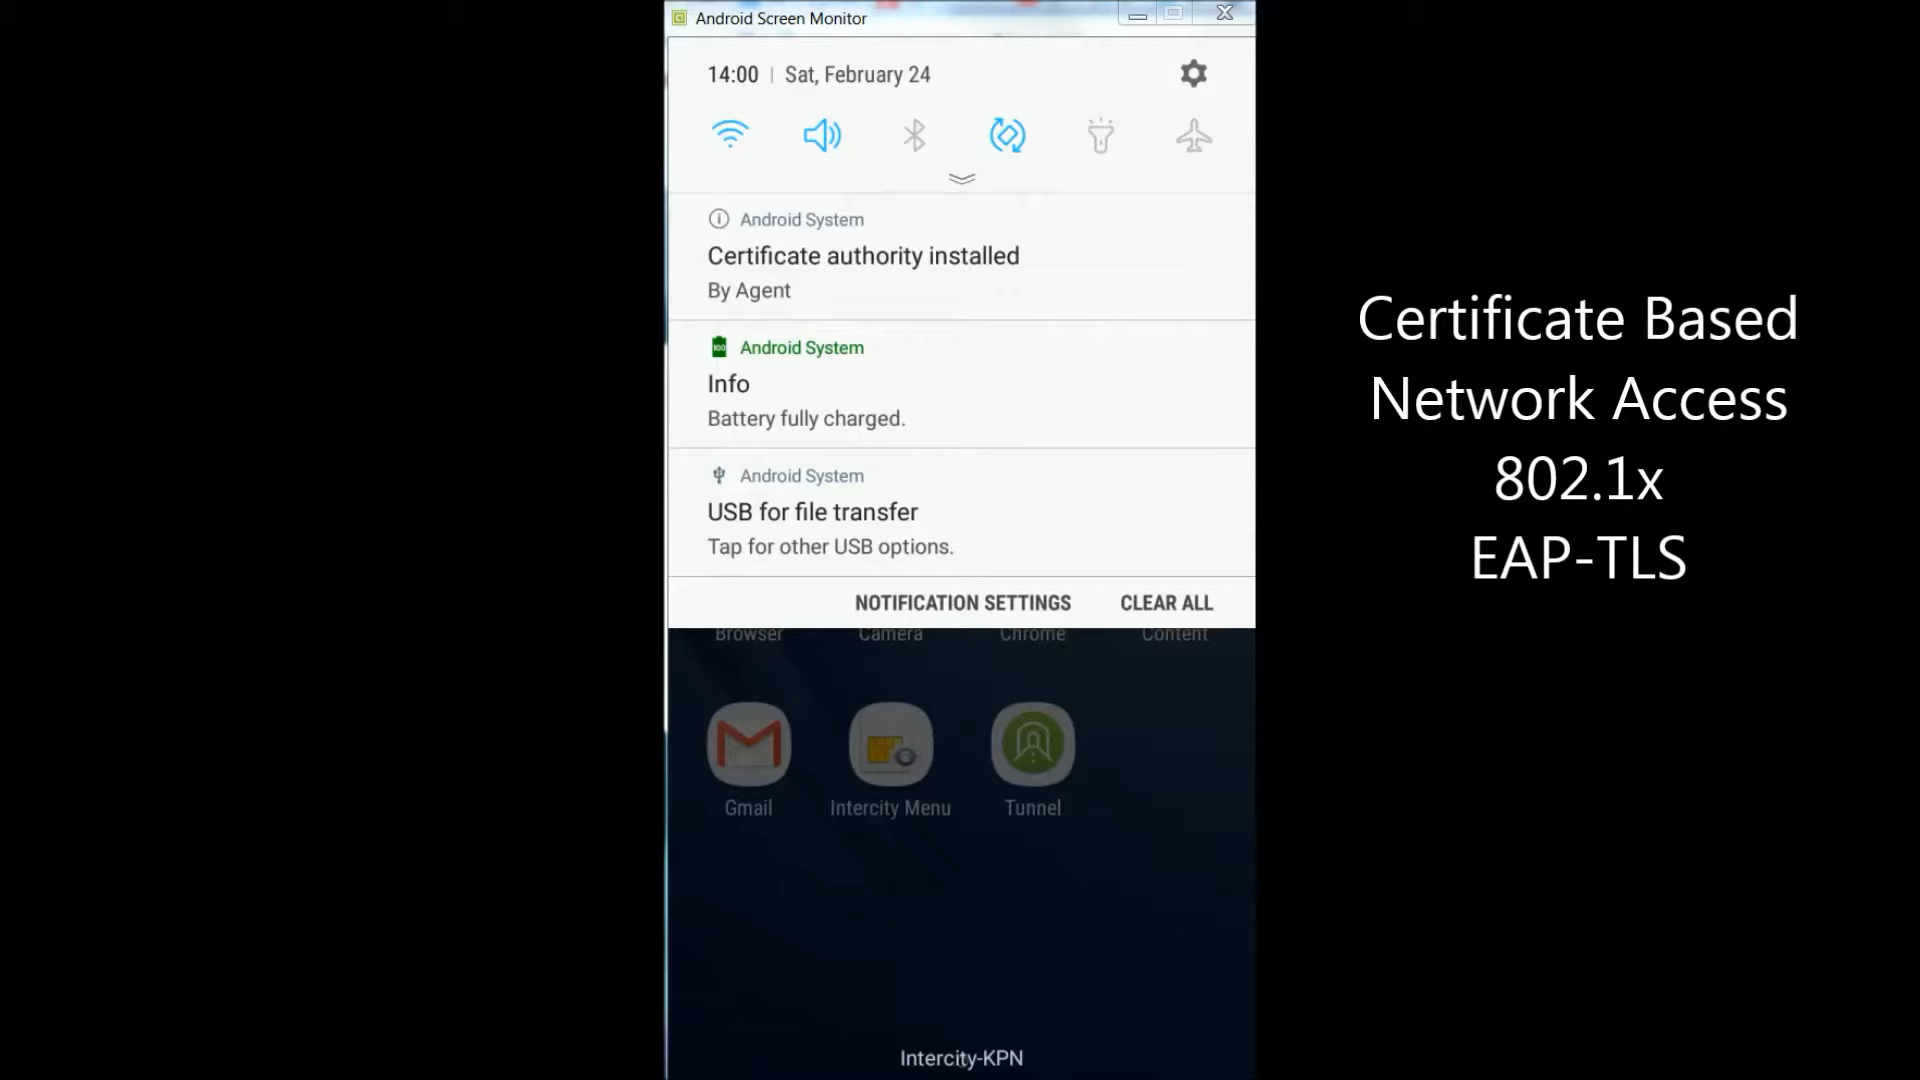 Android Screen Monitor
14:00 | Sat, February 24
Android System
Certificate authority installed
By Agent
100
Android System
Info
Battery fully charged.
Android System
USB for file transfer
Tap for other USB options.
NOTIFICATION SETTINGS CLEAR ALL
Browser Camera Chrome Content
Gmail Intercity Menu Tunnel
Intercity-KPN
Certificate Based
Network Access
802.1x
EAP-TLS